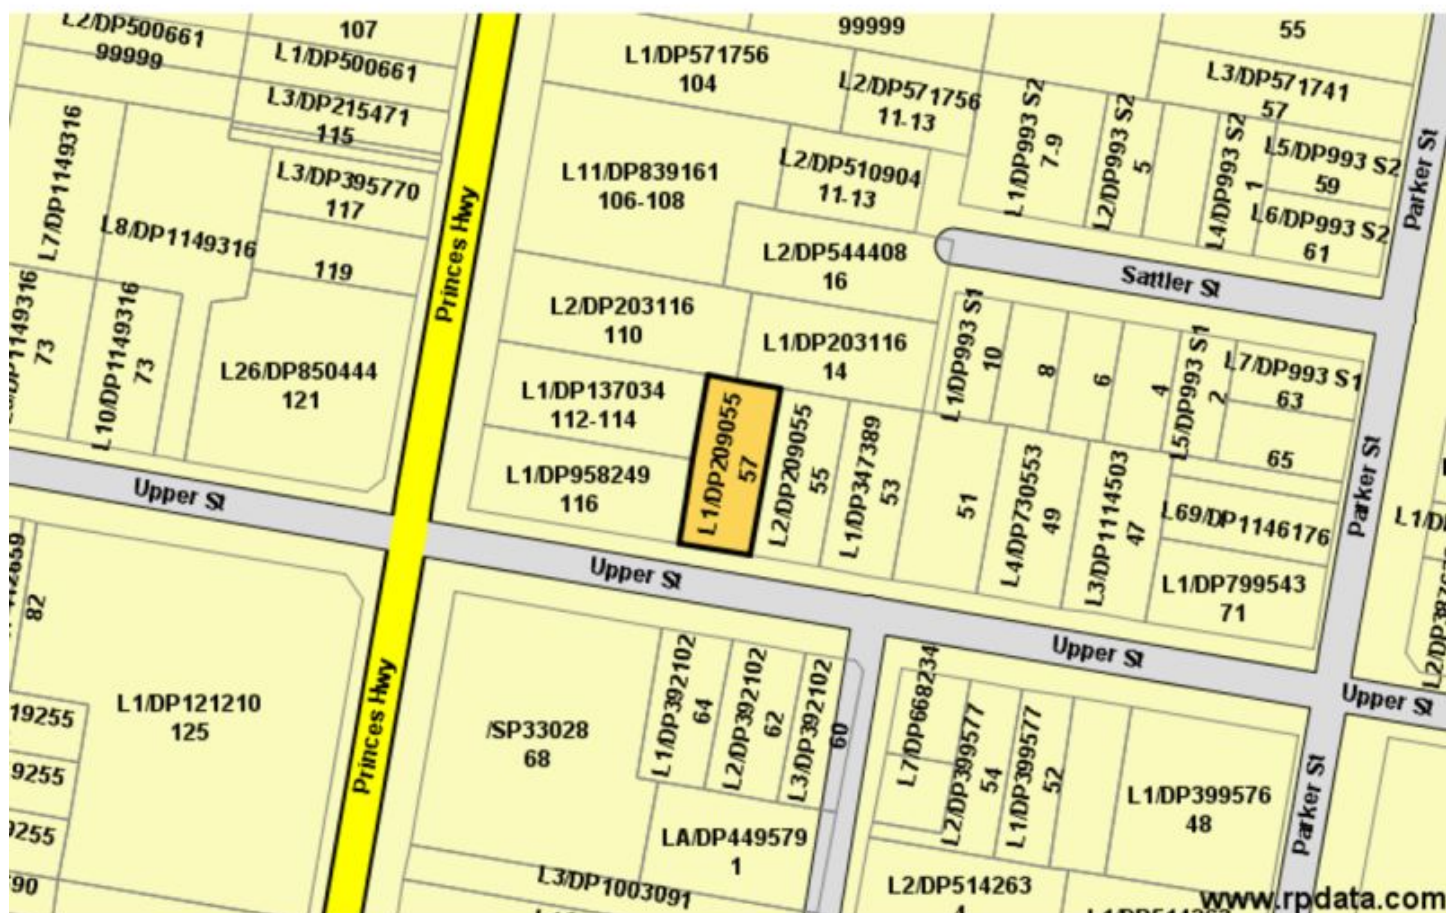 L2/DP500661
99999
107
L1/DP500661
L3/DP215471
115
L1/DP571756
104
99999
L2/DP571756
11-13
55
L3/DP571741
57
L7/DP1149316
L8/DP1149316
L3/DP395770
117
119
L11/DP839161
106-108
L2/DP510904
11-13
L1/DP993 S2
7-9
L2/DP993 S2
5
L4/DP993 S2
1
L5/DP993 S2
59
L6/DP993 S2
61
Parker St
Princes Hwy
L2/DP544408
16
Sattler St
73
L10/DP1149316
73
L26/DP850444
121
L2/DP203116
110
L1/DP203116
14
L1/DP993 S1
10
8
6
4
L5/DP993 S1
2
L7/DP993 S1
63
65
L1/DP137034
112-114
L1/DP958249
116
L1/DP209055
57
L2/DP209055
55
L1/DP347389
53
51
L4/DP730553
49
L3/DP1114503
47
L69/DP1146176
L1/DP799543
71
Parker St
Upper St
Upper St
Upper St
Upper St
82
L1/DP121210
125
Princes Hwy
19255
9255
9255
90
/SP33028
68
L1/DP392102
64
L2/DP392102
62
L3/DP392102
60
LA/DP449579
1
L3/DP1003091
L7/DP668234
L2/DP399577
54
L1/DP399577
52
L1/DP399576
48
Parker St
L2/DP514263
www.rpdata.com